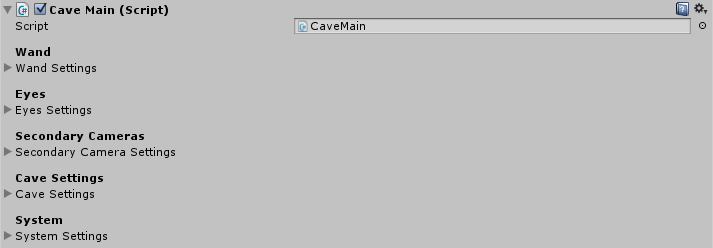 Cave Main (Script)
Script CaveMain
Wand
Wand Settings
Eyes
Eyes Settings
Secondary Cameras
Secondary Camera Settings
Cave Settings
Cave Settings
System
System Settings